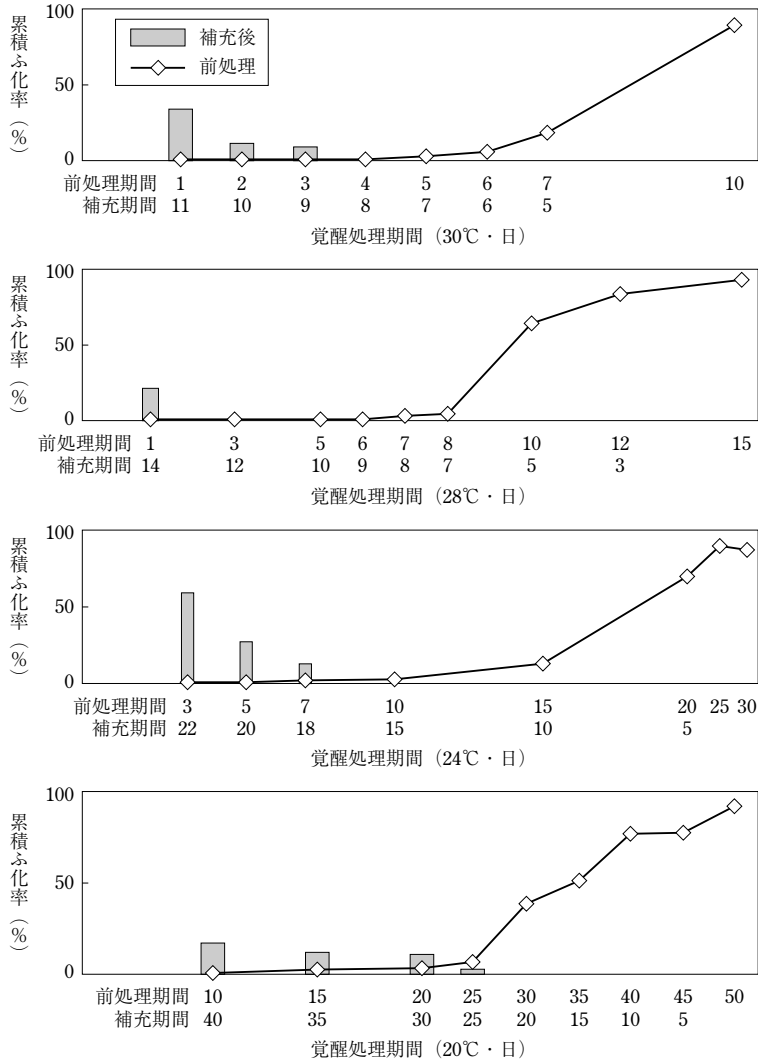 累積ふ化率（％）
100
50
0
補充後
前処理
前処理期間 1 2 3 4 5 6 7 10
補充期間 11 10 9 8 7 6 5
覚醒処理期間（30℃・日）
累積ふ化率（％）
100
50
0
前処理期間 1 3 5 6 7 8 10 12 15
補充期間 14 12 10 9 8 7 5 3
覚醒処理期間（28℃・日）
累積ふ化率（％）
100
50
0
前処理期間 3 5 7 10 15 20 25 30
補充期間 22 20 18 15 10 5
覚醒処理期間（24℃・日）
累積ふ化率（％）
100
50
0
前処理期間 10 15 20 25 30 35 40 45 50
補充期間 40 35 30 25 20 15 10 5
覚醒処理期間（20℃・日）